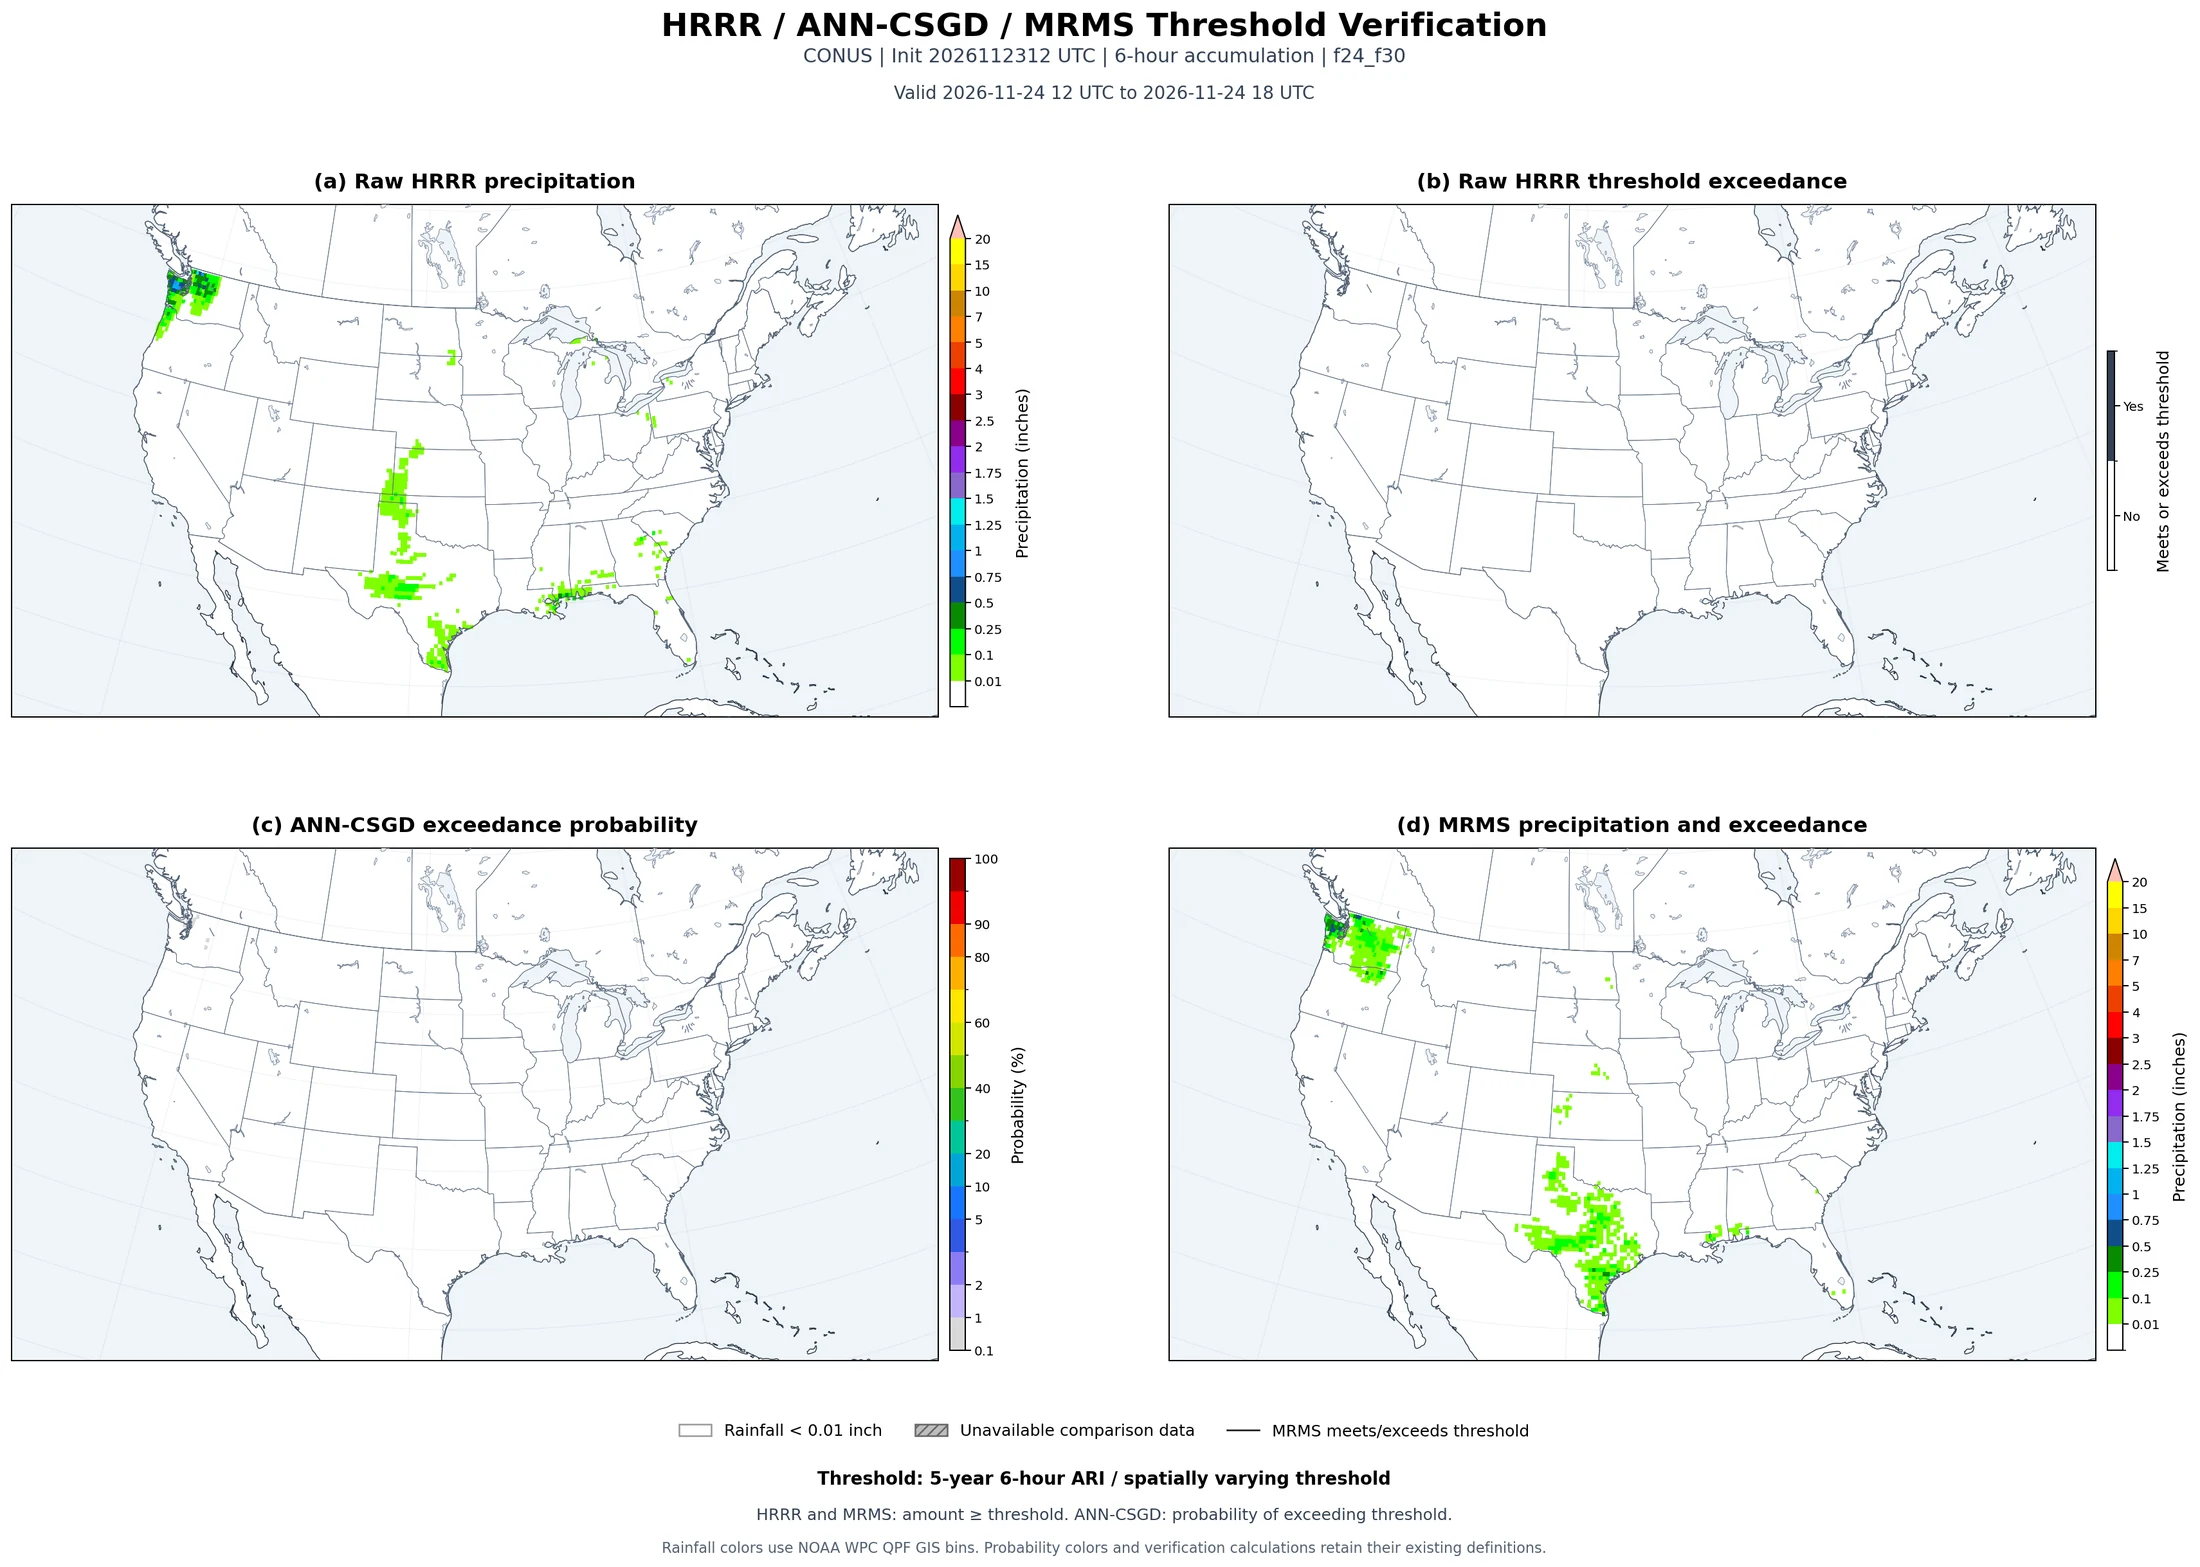 HRRR / ANN-CSGD / MRMS Threshold Verification
CONUS | Init 2026112312 UTC | 6-hour accumulation | f24_f30
Valid 2026-11-24 12 UTC to 2026-11-24 18 UTC
(a) Raw HRRR precipitation
20
15
10
7
5
4
3
2.5
2
1.75
1.5
1.25
1
0.75
0.5
0.25
0.1
0.01
Precipitation (inches)
(b) Raw HRRR threshold exceedance
Yes
No
Meets or exceeds threshold
(c) ANN-CSGD exceedance probability
100
90
80
60
40
20
10
5
2
1
0.1
Probability (%)
(d) MRMS precipitation and exceedance
20
15
10
7
5
4
3
2.5
2
1.75
1.5
1.25
1
0.75
0.5
0.25
0.1
0.01
Precipitation (inches)
Rainfall < 0.01 inch
Unavailable comparison data
MRMS meets/exceeds threshold
Threshold: 5-year 6-hour ARI / spatially varying threshold
HRRR and MRMS: amount ≥ threshold. ANN-CSGD: probability of exceeding threshold.
Rainfall colors use NOAA WPC QPF GIS bins. Probability colors and verification calculations retain their existing definitions.